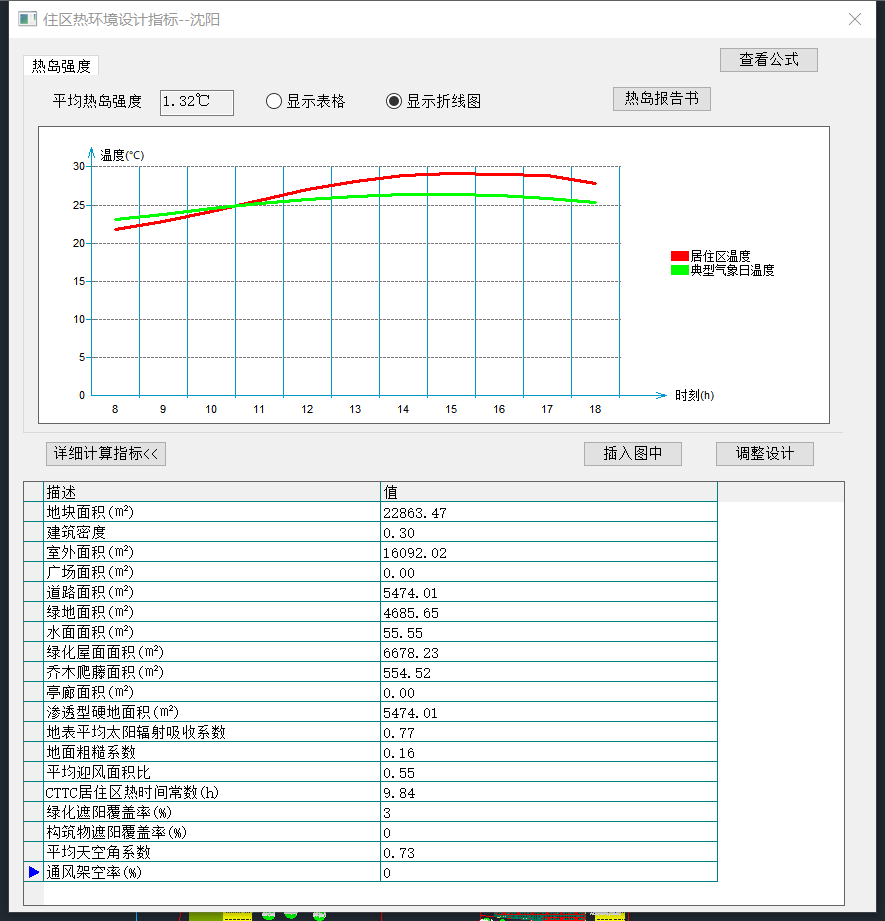 住区热环境设计指标--沈阳
热岛强度
查看公式
平均热岛强度 1.32℃ 显示表格 显示折线图 热岛报告书
温度(℃)
30
25
20
15
10
5
0
8 9 10 11 12 13 14 15 16 17 18
时刻(h)
居住区温度
典型气象日温度
详细计算指标<< 插入图中 调整设计
描述 值
地块面积(㎡) 22863.47
建筑密度 0.30
室外面积(㎡) 16092.02
广场面积(㎡) 0.00
道路面积(㎡) 5474.01
绿地面积(㎡) 4685.65
水面面积(㎡) 55.55
绿化屋面面积(㎡) 6678.23
乔木爬藤面积(㎡) 554.52
亭廊面积(㎡) 0.00
渗透型硬地面积(㎡) 5474.01
地表平均太阳辐射吸收系数 0.77
地面粗糙系数 0.16
平均迎风面积比 0.55
CTTC居住区热时间常数(h) 9.84
绿化遮阳覆盖率(%) 3
构筑物遮阳覆盖率(%) 0
平均天空角系数 0.73
通风架空率(%) 0